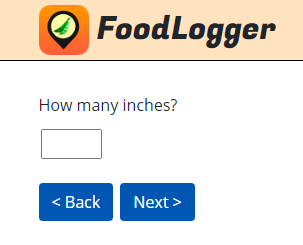 FoodLogger
How many inches?
< Back Next >